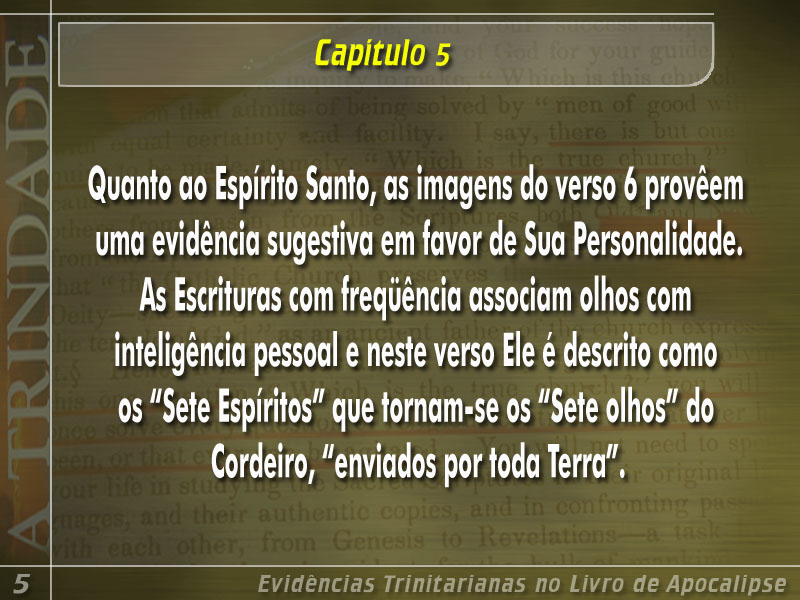 Capítulo 5
Quanto ao Espírito Santo, as imagens do verso 6 provêem
uma evidência sugestiva em favor de Sua Personalidade.
As Escrituras com freqüência associam olhos com
inteligência pessoal e neste verso Ele é descrito como
os “Sete Espíritos” que tornam-se os “Sete olhos” do
Cordeiro, “enviados por toda Terra”.
A TRINDADE
5
Evidências Trinitarianas no Livro de Apocalipse